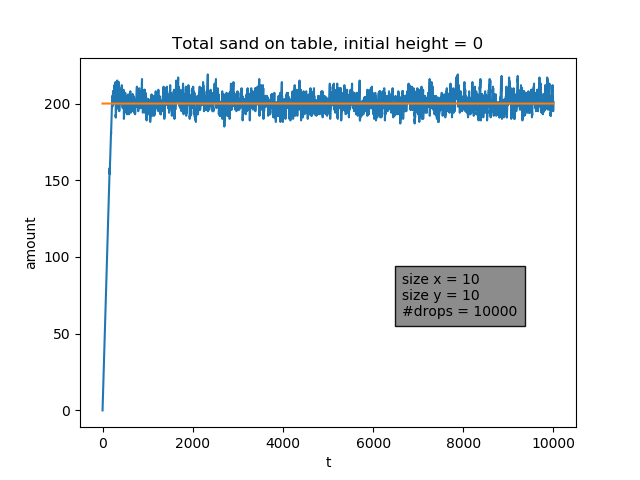 Total sand on table, initial height = 0
200
150
100
50
0
amount
size x = 10
size y = 10
#drops = 10000
0 2000 4000 6000 8000 10000
t